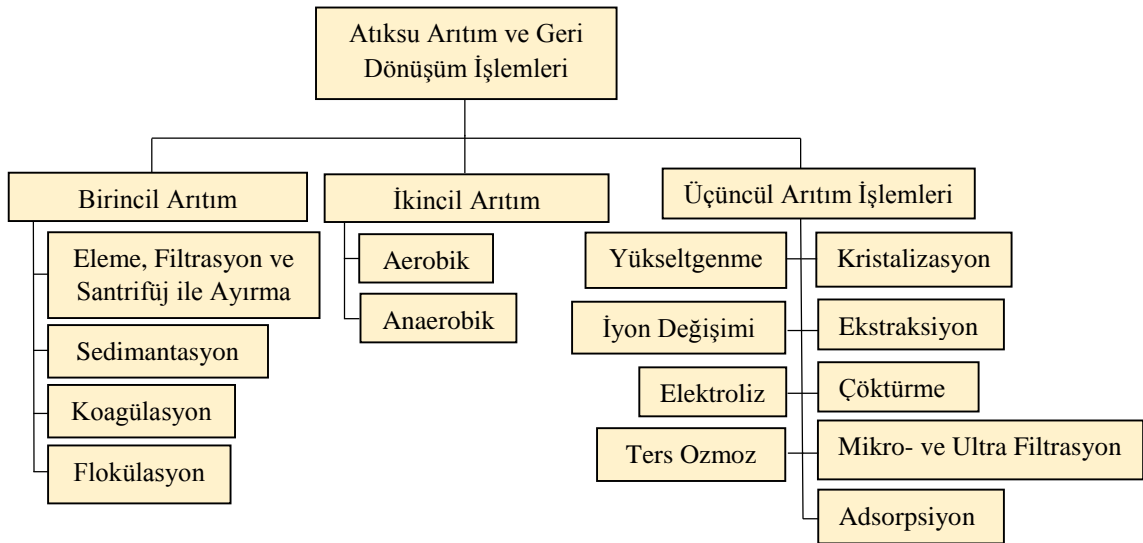 Atıksu Arıtım ve Geri
Dönüşüm İşlemleri
Birincil Arıtım
Eleme, Filtrasyon ve
Santrifüj ile Ayırma
Sedimantasyon
Koagülasyon
Flokülasyon
İkincil Arıtım
Aerobik
Anaerobik
Üçüncül Arıtım İşlemleri
Yükseltgenme
İyon Değişimi
Elektroliz
Ters Ozmoz
Kristalizasyon
Ekstraksiyon
Çöktürme
Mikro- ve Ultra Filtrasyon
Adsorpsiyon